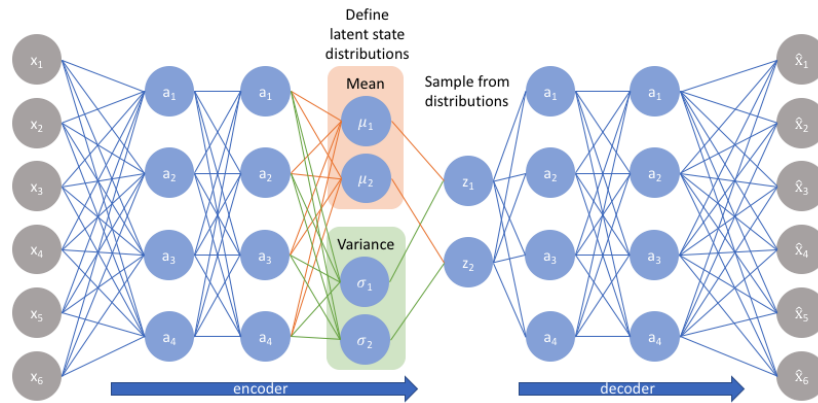 Define
latent state
distributions
Mean
Sample from
distributions
Variance
x₁
x₂
x₃
x₄
x₅
x₆
a₁
a₂
a₃
a₄
a₁
a₂
a₃
a₄
μ₁
μ₂
σ₁
σ₂
z₁
z₂
a₁
a₂
a₃
a₄
a₁
a₂
a₃
a₄
x̂₁
x̂₂
x̂₃
x̂₄
x̂₅
x̂₆
encoder
decoder